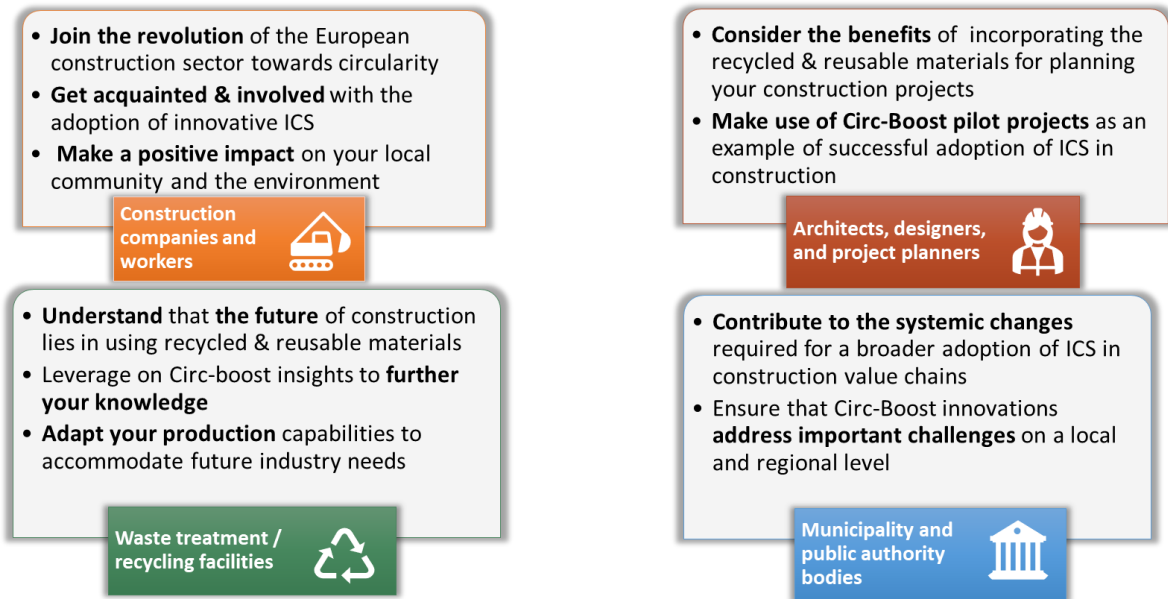 • Join the revolution of the European
construction sector towards circularity
• Get acquainted & involved with the
adoption of innovative ICS
• Make a positive impact on your local
community and the environment
Construction
companies and
workers
• Consider the benefits of incorporating the
recycled & reusable materials for planning
your construction projects
• Make use of Circ-Boost pilot projects as an
example of successful adoption of ICS in
construction
Architects, designers,
and project planners
• Understand that the future of construction
lies in using recycled & reusable materials
• Leverage on Circ-boost insights to further
your knowledge
• Adapt your production capabilities to
accommodate future industry needs
Waste treatment /
recycling facilities
• Contribute to the systemic changes
required for a broader adoption of ICS in
construction value chains
• Ensure that Circ-Boost innovations
address important challenges on a local
and regional level
Municipality and
public authority
bodies